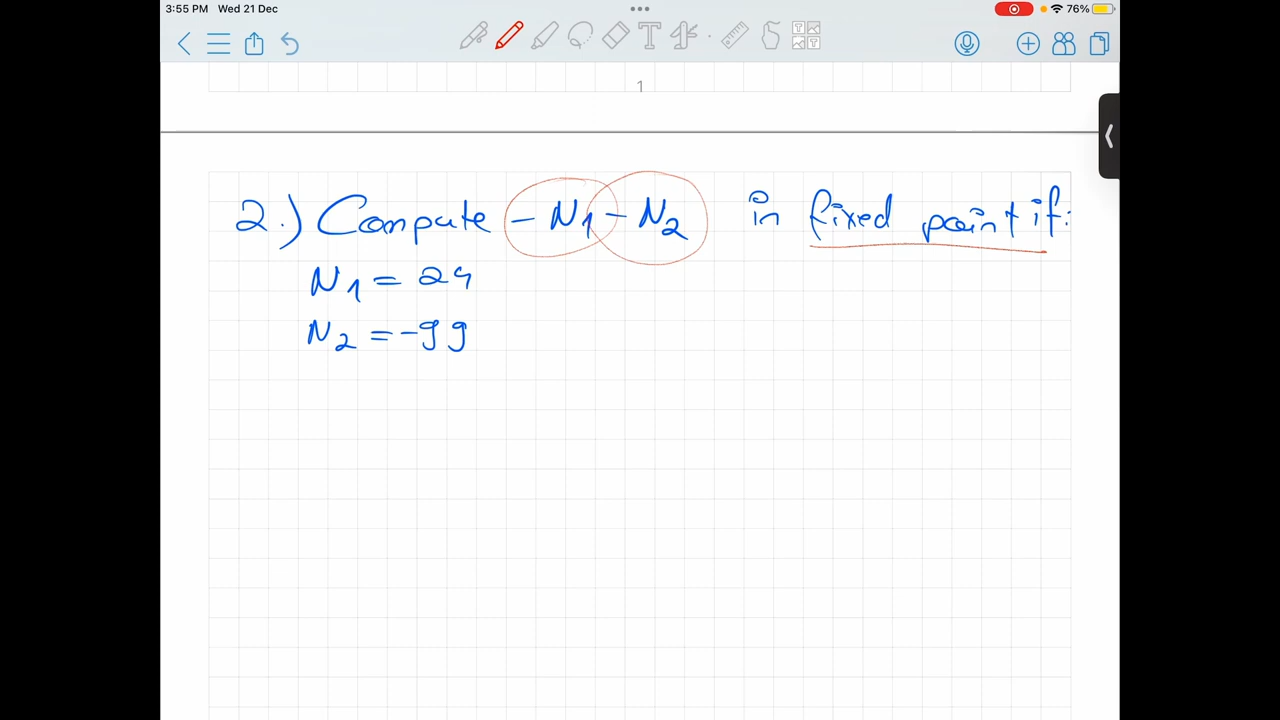 3:55 PM Wed 21 Dec
76%
1
2.) Compute -N1 - N2 in fixed point if:
N1 = 24
N2 = -99